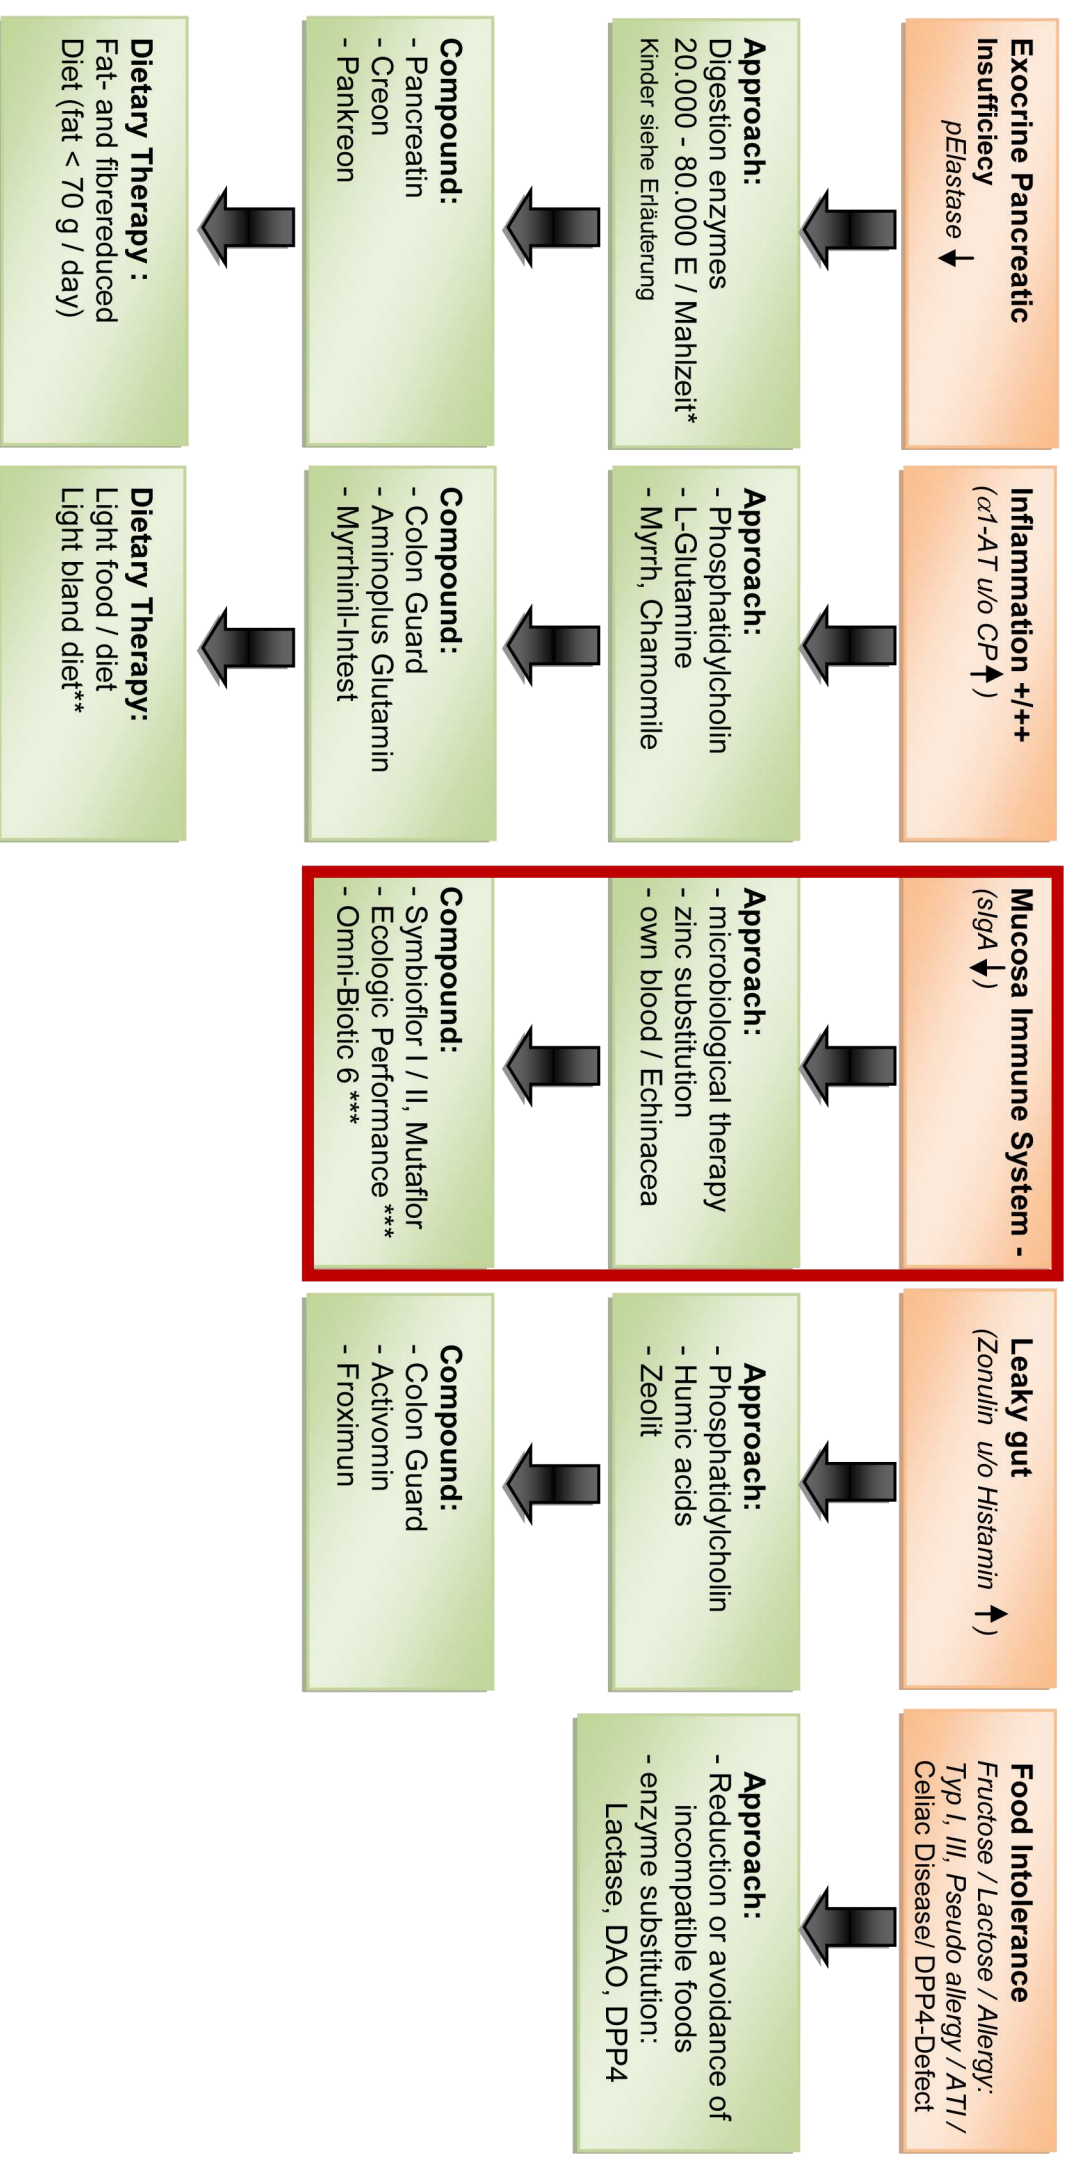 Exocrine Pancreatic
Insufficiecy
pElastase ↓
Approach:
Digestion enzymes
20.000 - 80.000 E / Mahlzeit*
Kinder siehe Erläuterung
Compound:
- Pancreatin
- Creon
- Pankreon
Dietary Therapy :
Fat- and fibrereduced
Diet (fat < 70 g / day)
Inflammation +/++
(α1-AT u/o CP↑)
Approach:
- Phosphatidylcholin
- L-Glutamine
- Myrrh, Chamomile
Compound:
- Colon Guard
- Aminoplus Glutamin
- Myrrhinil-Intest
Dietary Therapy:
Light food / diet
Light bland diet**
Mucosa Immune System -
(sIgA ↓)
Approach:
- microbiological therapy
- zinc substitution
- own blood / Echinacea
Compound:
- Symbioflor I / II, Mutaflor
- Ecologic Performance ***
- Omni-Biotic 6 ***
Leaky gut
(Zonulin u/o Histamin ↑)
Approach:
- Phosphatidylcholin
- Humic acids
- Zeolit
Compound:
- Colon Guard
- Activomin
- Froximun
Food Intolerance
Fructose / Lactose / Allergy:
Typ I, III, Pseudo allergy / ATI /
Celiac Disease/ DPP4-Defect
Approach:
- Reduction or avoidance of
incompatible foods
- enzyme substitution:
Lactase, DAO, DPP4